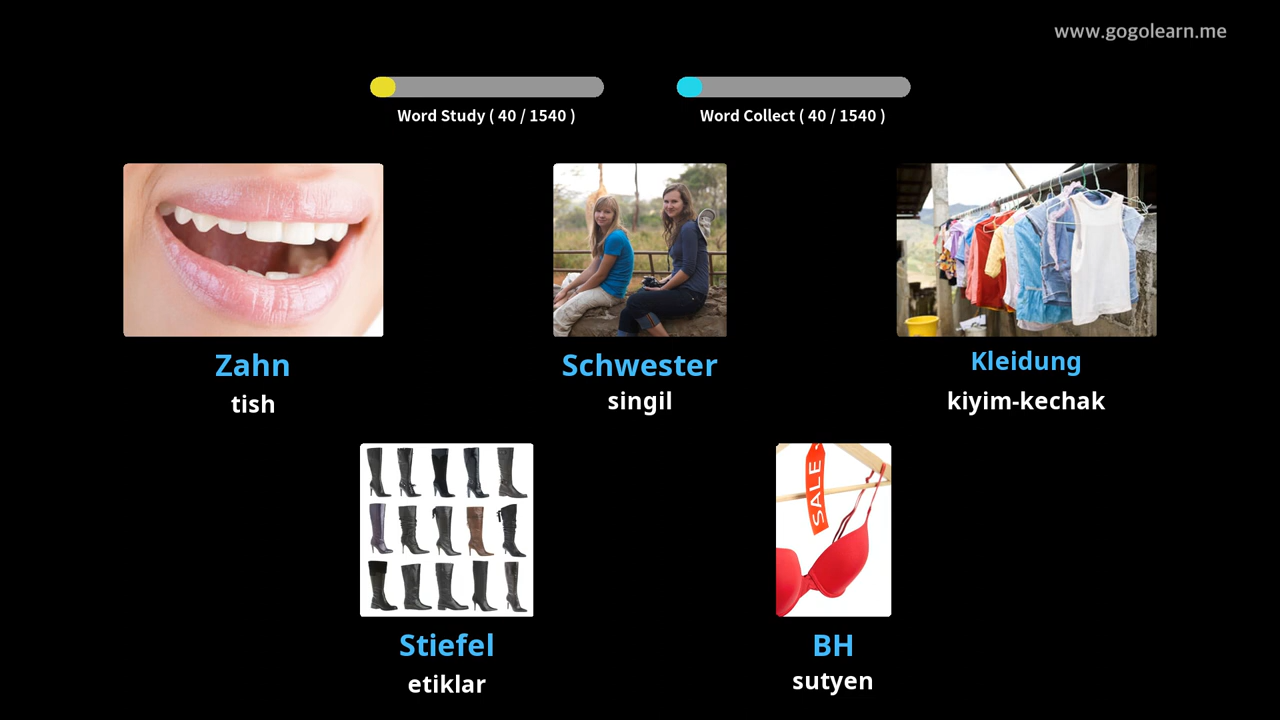 www.gogolearn.me
Word Study ( 40 / 1540 )
Word Collect ( 40 / 1540 )
Zahn
tish
Schwester
singil
Kleidung
kiyim-kechak
SALE
Stiefel
etiklar
BH
sutyen